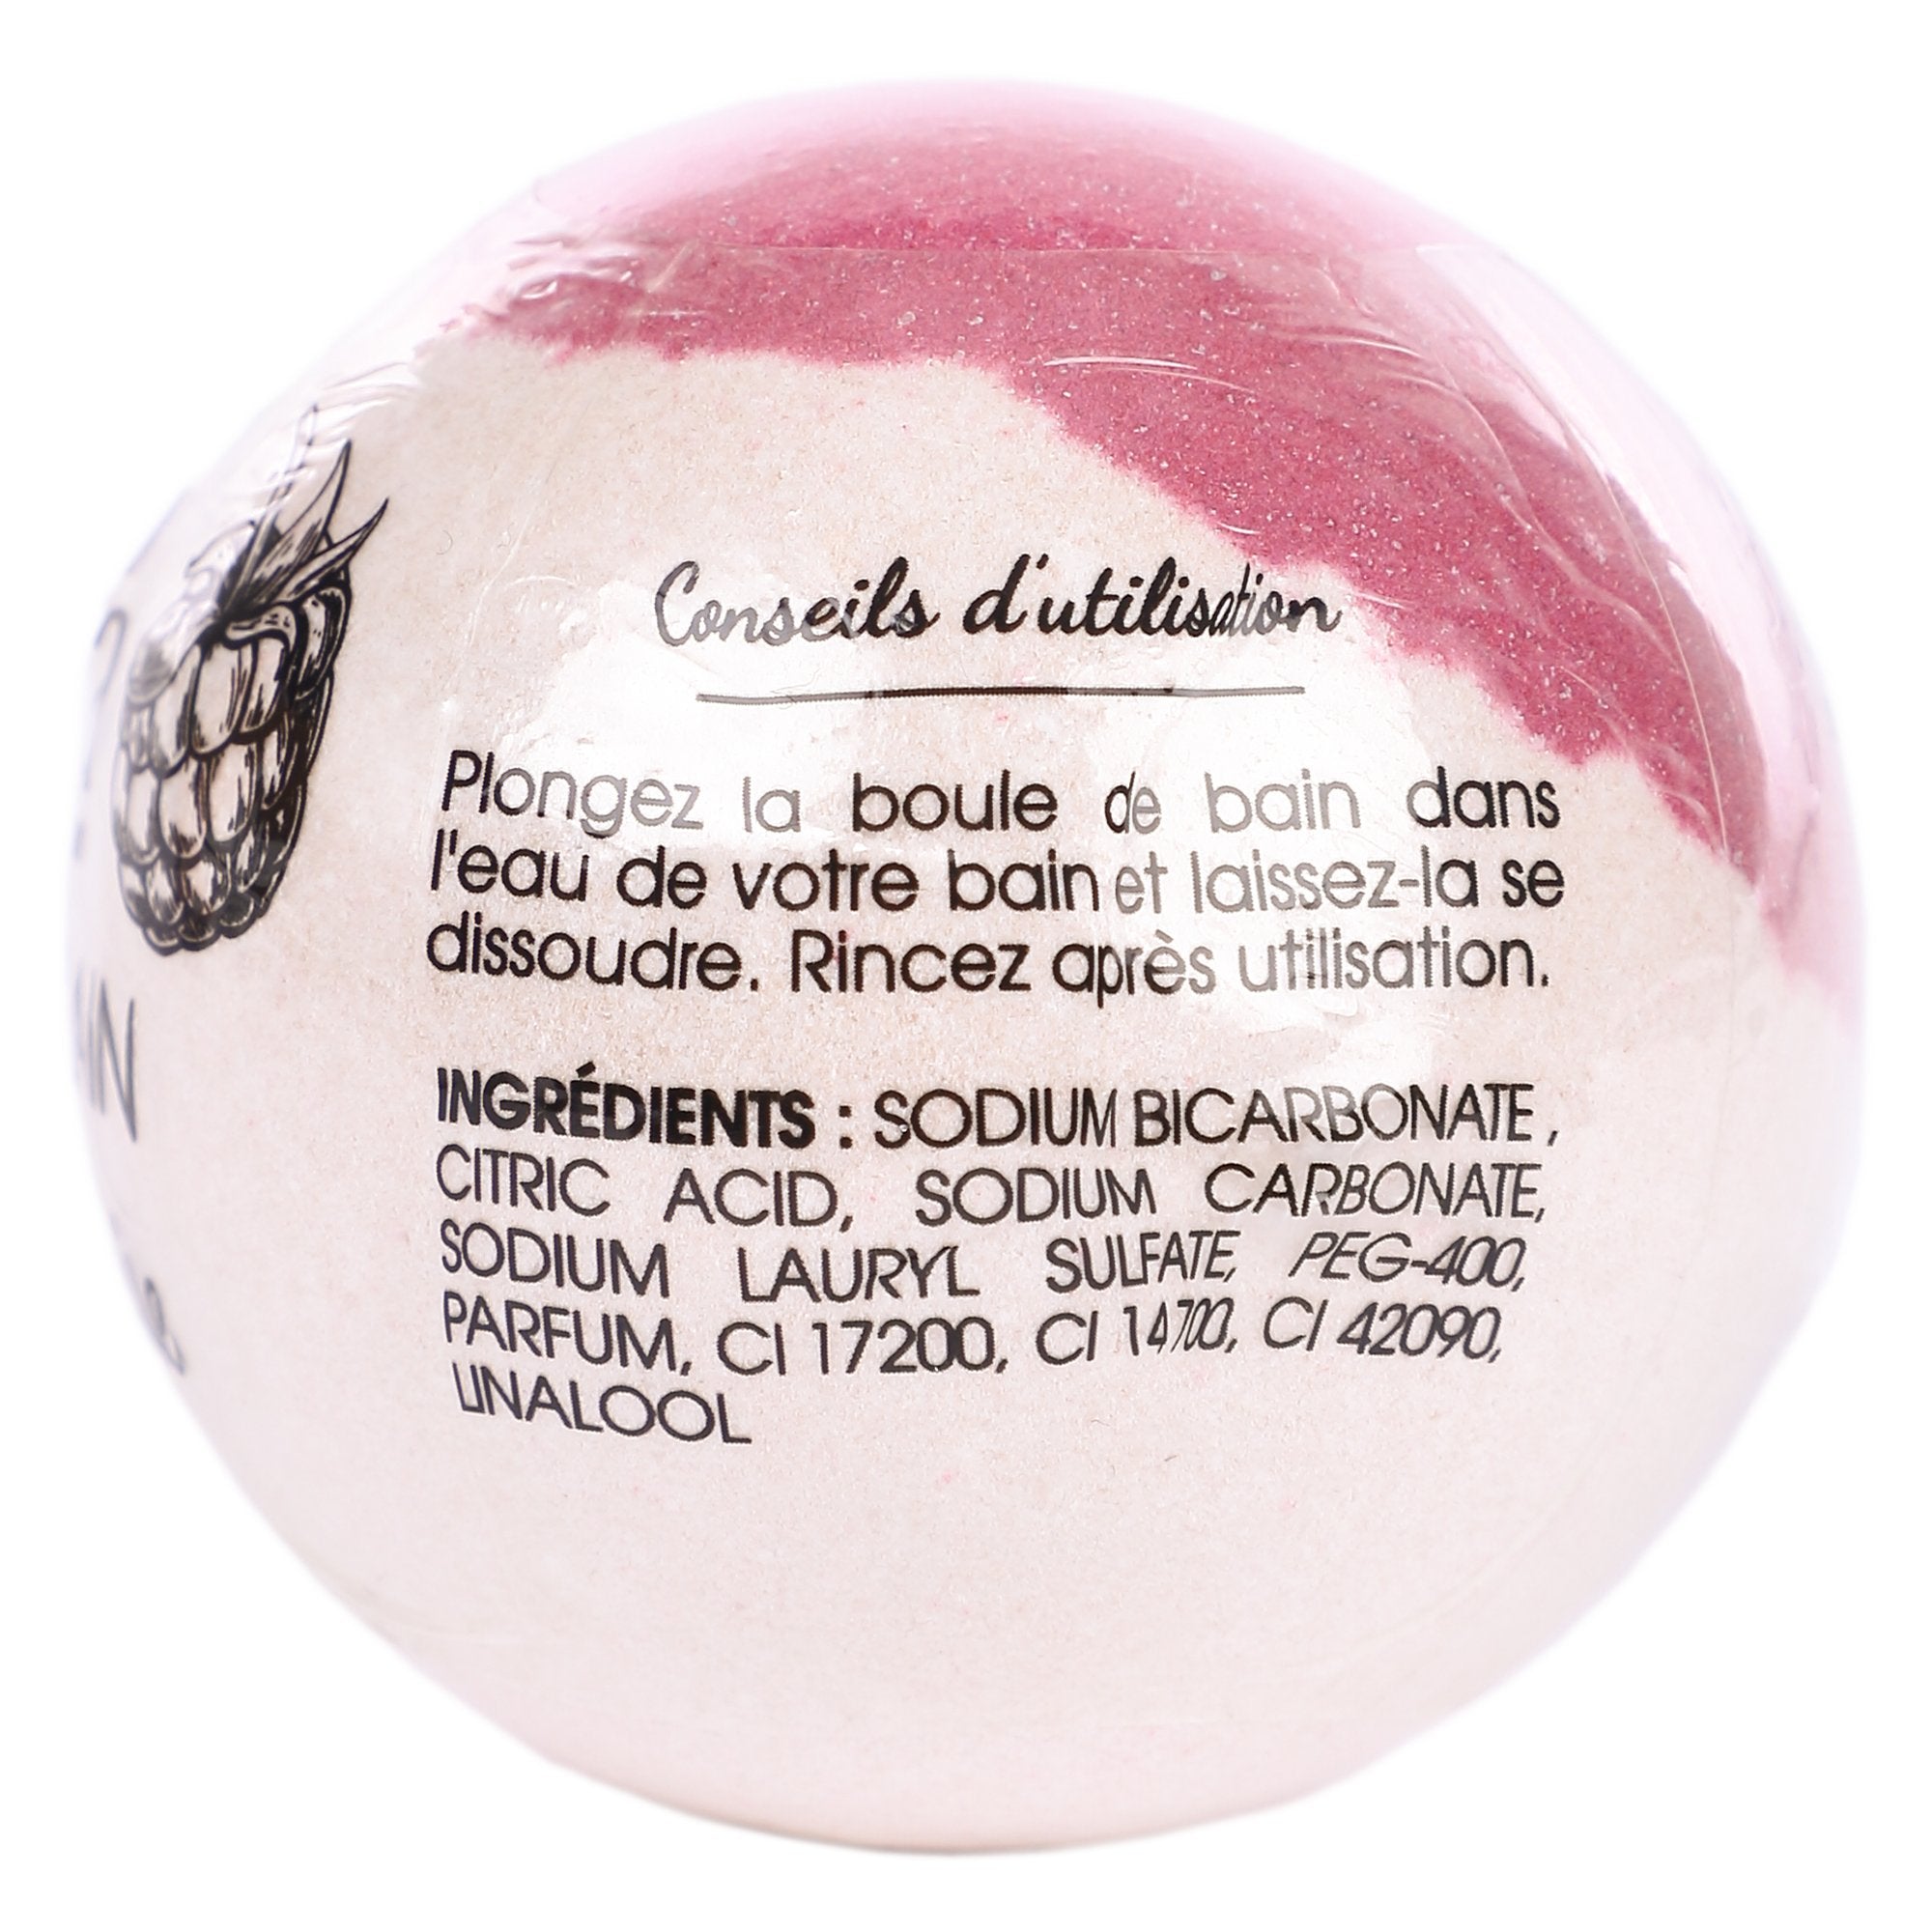 Conseils d'utilisation
Plongez la boule de bain dans
l'eau de votre bain et laissez-la se
dissoudre. Rincez après utilisation.
INGRÉDIENTS : SODIUM BICARBONATE ,
CITRIC ACID, SODIUM CARBONATE,
SODIUM LAURYL SULFATE, PEG-400,
PARFUM, CI 17200, CI 14700, CI 42090,
LINALOOL